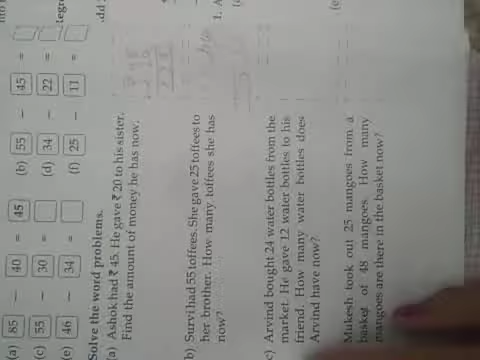 (a) 85 − 40 = 45 (b) 55 − 45 =
(c) 55 − 30 = (d) 34 − 22 =
(e) 46 − 34 = (f) 25 − 11 =
Solve the word problems.
(a) Ashok had ₹ 45. He gave ₹ 20 to his sister.
Find the amount of money he has now.
b) Survi had 55 toffees. She gave 25 toffees to
her brother. How many toffees she has
now?
c) Arvind bought 24 water bottles from the
market. He gave 12 water bottles to his
friend. How many water bottles does
Arvind have now?
Mukesh took out 25 mangoes from a
basket of 48 mangoes. How many
mangoes are there in the basket now?
1. A